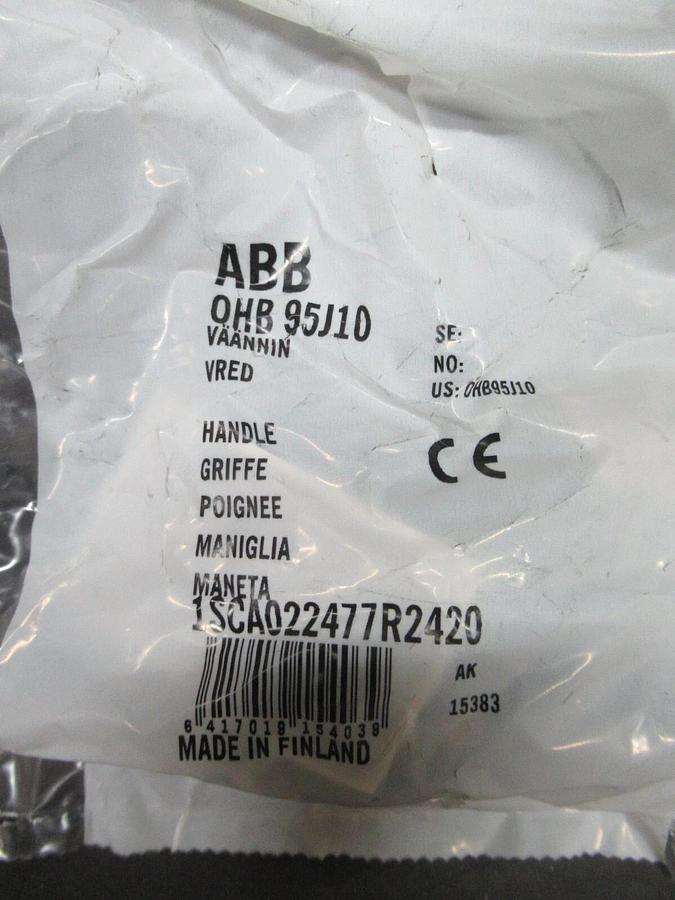 ABB
OHB 95J10
VÄÄNNIN
VRED
SE:
NO:
US: OHB95J10
HANDLE
GRIFFE
POIGNEE
MANIGLIA
MANETA
1SCA022477R2420
AK
15383
6 417019 154039
MADE IN FINLAND
CE